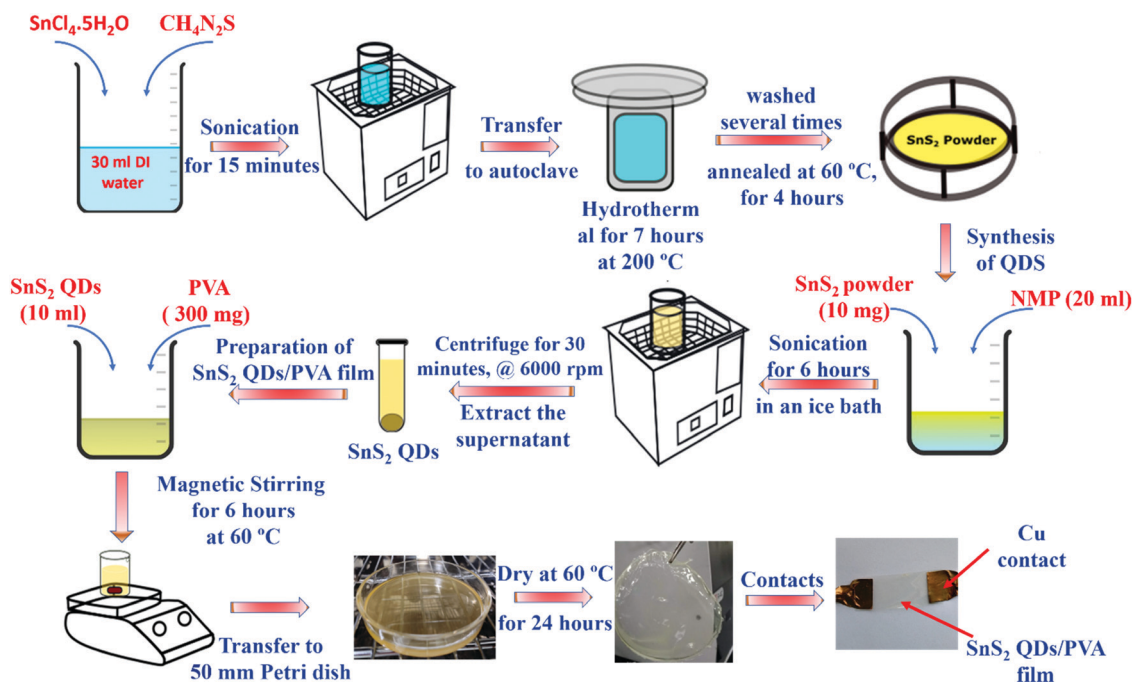 SnCl₄.5H₂O
CH₄N₂S
30 ml DI
water
Sonication
for 15 minutes
Transfer
to autoclave
Hydrotherm
al for 7 hours
at 200 ºC
washed
several times
annealed at 60 ºC,
for 4 hours
SnS₂ Powder
Synthesis
of QDS
SnS₂ powder
(10 mg)
NMP (20 ml)
Sonication
for 6 hours
in an ice bath
Centrifuge for 30
minutes, @ 6000 rpm
Extract the
supernatant
SnS₂ QDs
Preparation of
SnS₂ QDs/PVA film
SnS₂ QDs
(10 ml)
PVA
( 300 mg)
Magnetic Stirring
for 6 hours
at 60 ºC
Transfer to
50 mm Petri dish
Dry at 60 ºC
for 24 hours
Contacts
Cu
contact
SnS₂ QDs/PVA
film